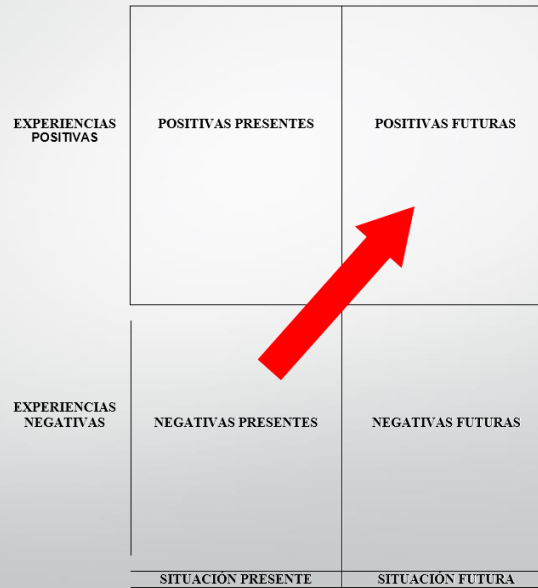 EXPERIENCIAS
POSITIVAS
POSITIVAS PRESENTES
POSITIVAS FUTURAS
EXPERIENCIAS
NEGATIVAS
NEGATIVAS PRESENTES
NEGATIVAS FUTURAS
SITUACIÓN PRESENTE
SITUACIÓN FUTURA